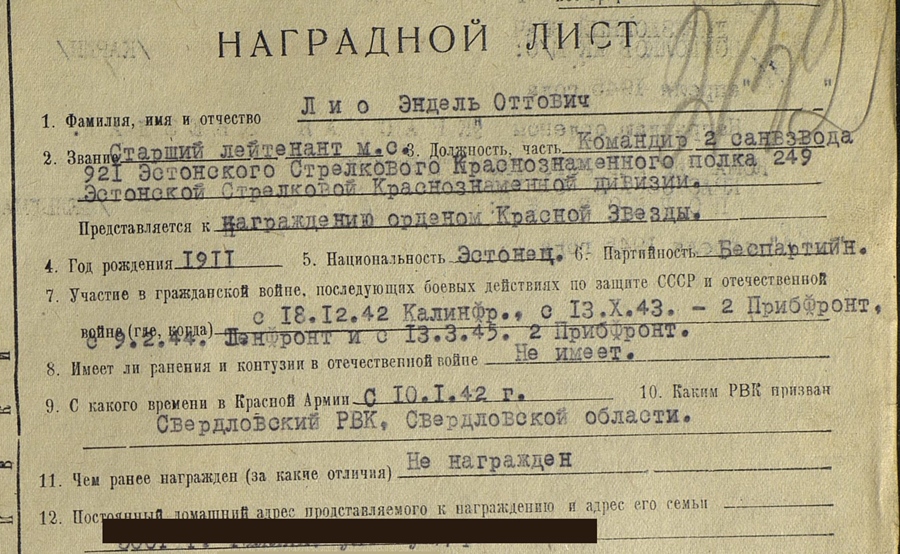 НАГРАДНОЙ ЛИСТ
1. Фамилия, имя и отчество Лио Эндель Оттович
2. Звание Старший лейтенант м.с. 3. Должность, часть Командир 2 санвзвода
921 Эстонского Стрелкового Краснознаменного полка 249
Эстонской Стрелковой Краснознаменной дивизии.
Представляется к награждению орденом Красной Звезды.
4. Год рождения 1911 5. Национальность Эстонец. 6. Партийность Беспартийн.
7. Участие в гражданской войне, последующих боевых действиях по защите СССР и отечественной
войне (где, когда) с 18.12.42 Калинфр., с 13.X.43. - 2 Прибфронт,
с 9.2.44. Ленфронт и с 13.3.45. 2 Прибфронт.
8. Имеет ли ранения и контузии в отечественной войне Не имеет.
9. С какого времени в Красной Армии С 10.I.42 г. 10. Каким РВК призван
Свердловский РВК, Свердловской области.
11. Чем ранее награжден (за какие отличия) Не награжден
12. Постоянный домашний адрес представляемого к награждению и адрес его семьи